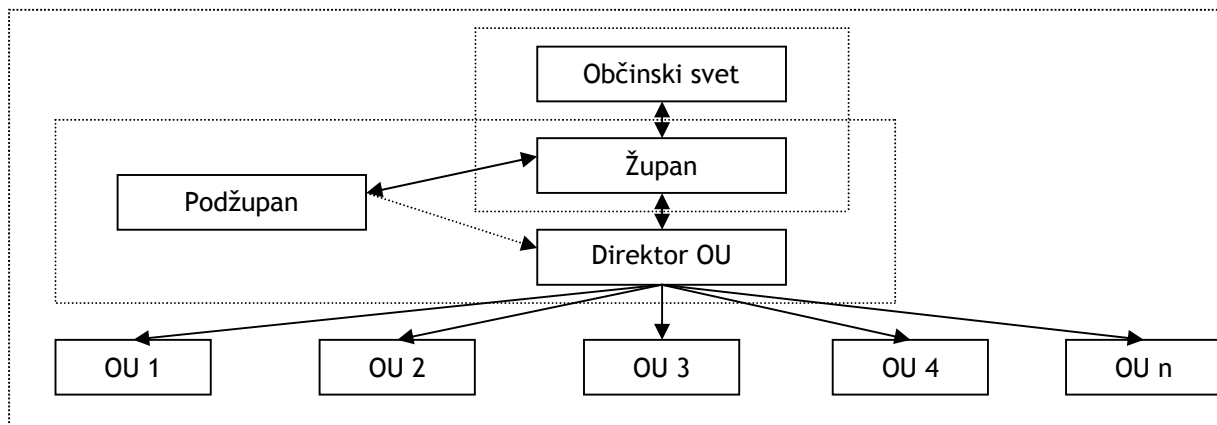 Občinski svet
Župan
Podžupan
Direktor OU
OU 1
OU 2
OU 3
OU 4
OU n